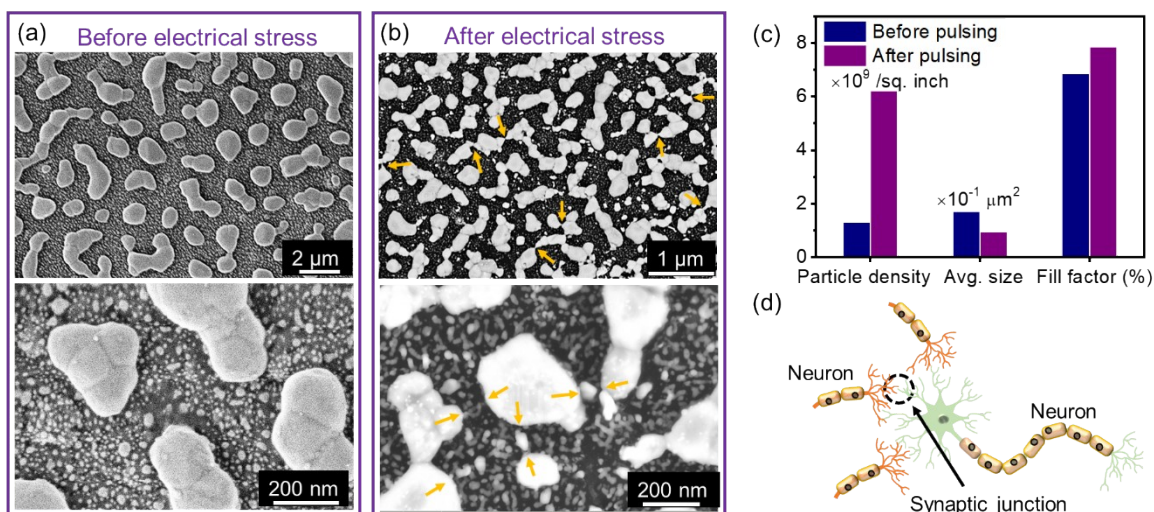 (a)
Before electrical stress
2 µm
200 nm
(b)
After electrical stress
1 µm
200 nm
(c)
8
6
4
2
0
Before pulsing
After pulsing
×10⁹ /sq. inch
×10⁻¹ µm²
Particle density
Avg. size
Fill factor (%)
(d)
Neuron
Neuron
Synaptic junction